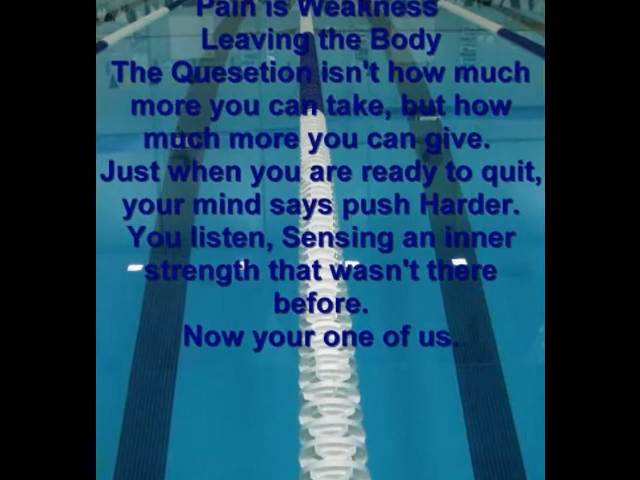 Pain is Weakness
Leaving the Body
The Quesetion isn't how much
more you can take, but how
much more you can give.
Just when you are ready to quit,
your mind says push Harder.
You listen, Sensing an inner
strength that wasn't there
before.
Now your one of us.